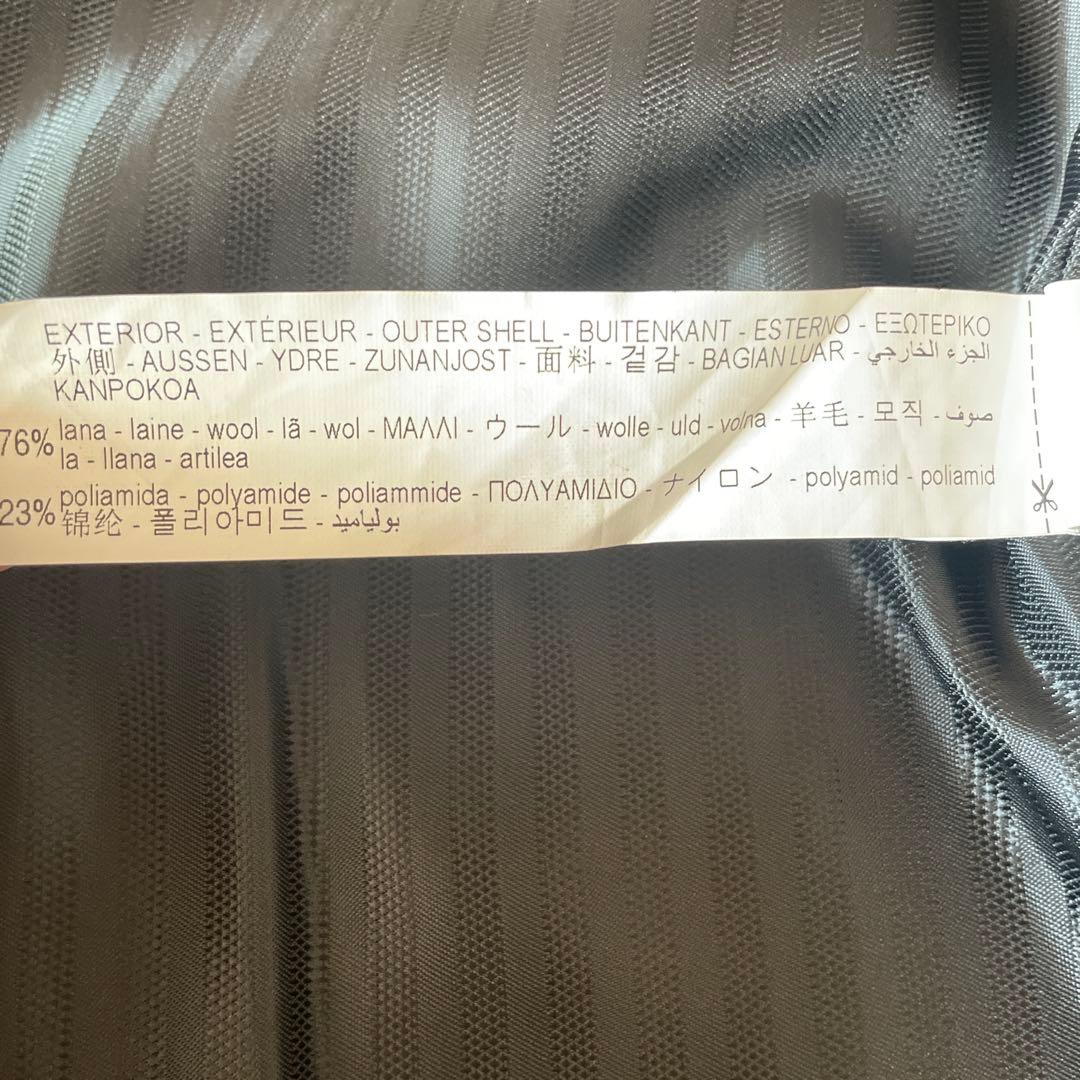 EXTERIOR - EXTÉRIEUR - OUTER SHELL - BUITENKANT - ESTERNO - ΕΞΩΤΕΡΙΚΟ
外側 - AUSSEN - YDRE - ZUNANJOST - 面料 - 겉감 - BAGIAN LUAR - الجزء الخارجي
KANPOKOA
76% lana - laine - wool - lã - wol - ΜΑΛΛΙ - ウール - wolle - uld - volna - 羊毛 - 모직 - صوف
la - llana - artilea
23% poliamida - polyamide - poliammide - ΠΟΛΥΑΜΙΔΙΟ - ナイロン - polyamid - poliamid
锦纶 - 폴리아미드 - بولياميد